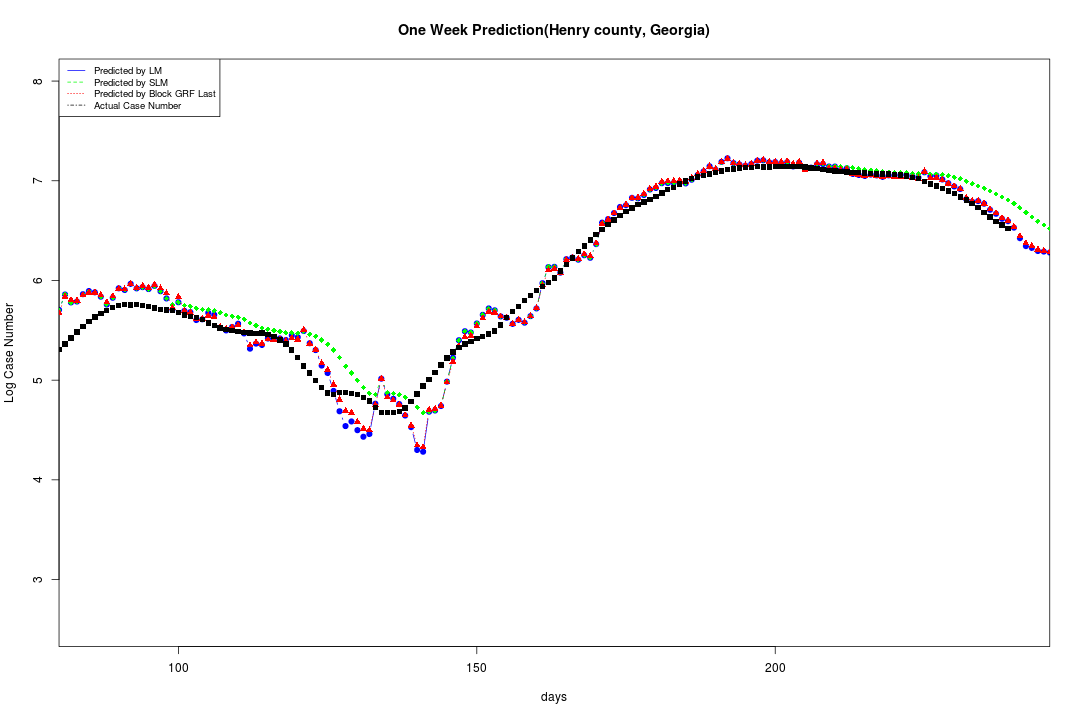 One Week Prediction(Henry county, Georgia)
Predicted by LM
Predicted by SLM
Predicted by Block GRF Last
Actual Case Number
8
7
6
5
4
3
Log Case Number
100 150 200
days